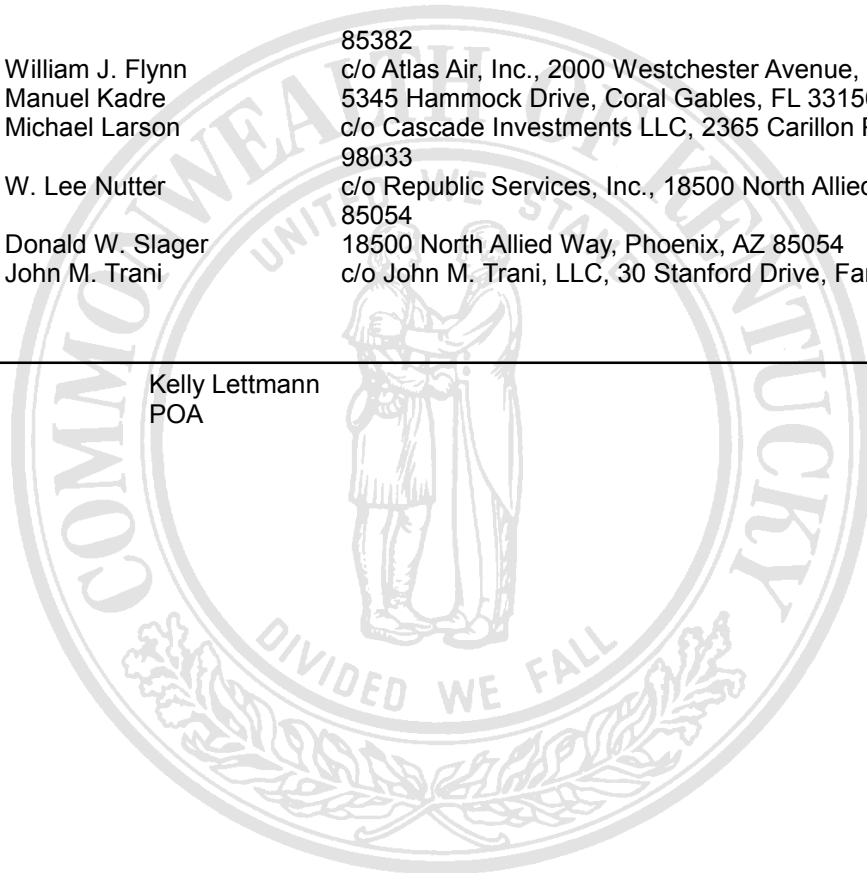 85382
William J. Flynn c/o Atlas Air, Inc., 2000 Westchester Avenue,
Manuel Kadre 5345 Hammock Drive, Coral Gables, FL 3315
Michael Larson c/o Cascade Investments LLC, 2365 Carillon
98033
W. Lee Nutter c/o Republic Services, Inc., 18500 North Allied
85054
Donald W. Slager 18500 North Allied Way, Phoenix, AZ 85054
John M. Trani c/o John M. Trani, LLC, 30 Stanford Drive,
Kelly Lettmann
POA
COMMONWEALTH OF KENTUCKY
UNITED WE STAND
DIVIDED WE FALL